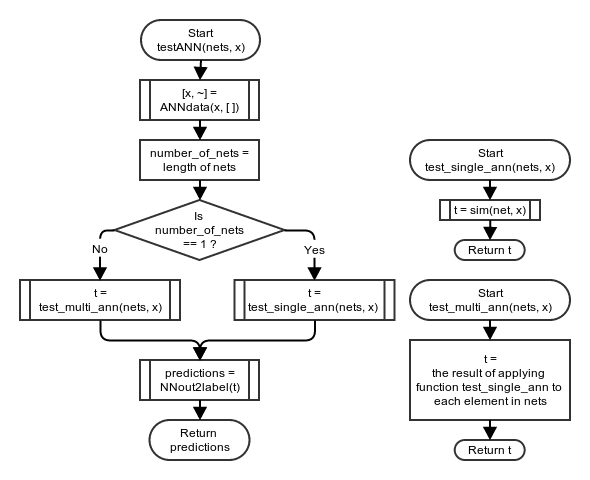 Start
testANN(nets, x)
[x, ~] =
ANNdata(x, [ ])
number_of_nets =
length of nets
Is
number_of_nets
== 1 ?
No
Yes
t =
test_multi_ann(nets, x)
t =
test_single_ann(nets, x)
predictions =
NNout2label(t)
Return
predictions
Start
test_single_ann(nets, x)
t = sim(net, x)
Return t
Start
test_multi_ann(nets, x)
t =
the result of applying
function test_single_ann to
each element in nets
Return t